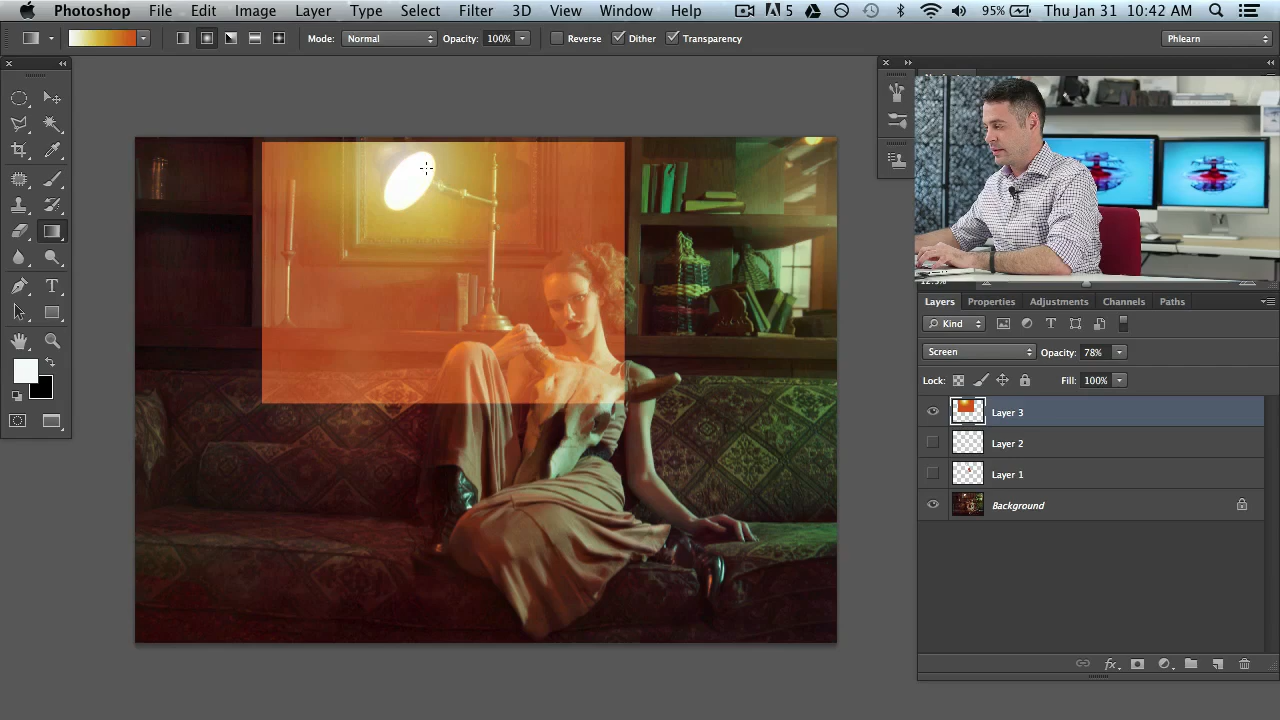 Photoshop File Edit Image Layer Type Select Filter 3D View Window Help 5 95% Thu Jan 31 10:42 AM
Mode: Normal Opacity: 100% Reverse Dither Transparency Phlearn
Layers Properties Adjustments Channels Paths
Kind
Screen Opacity: 78%
Lock: Fill: 100%
Layer 3
Layer 2
Layer 1
Background